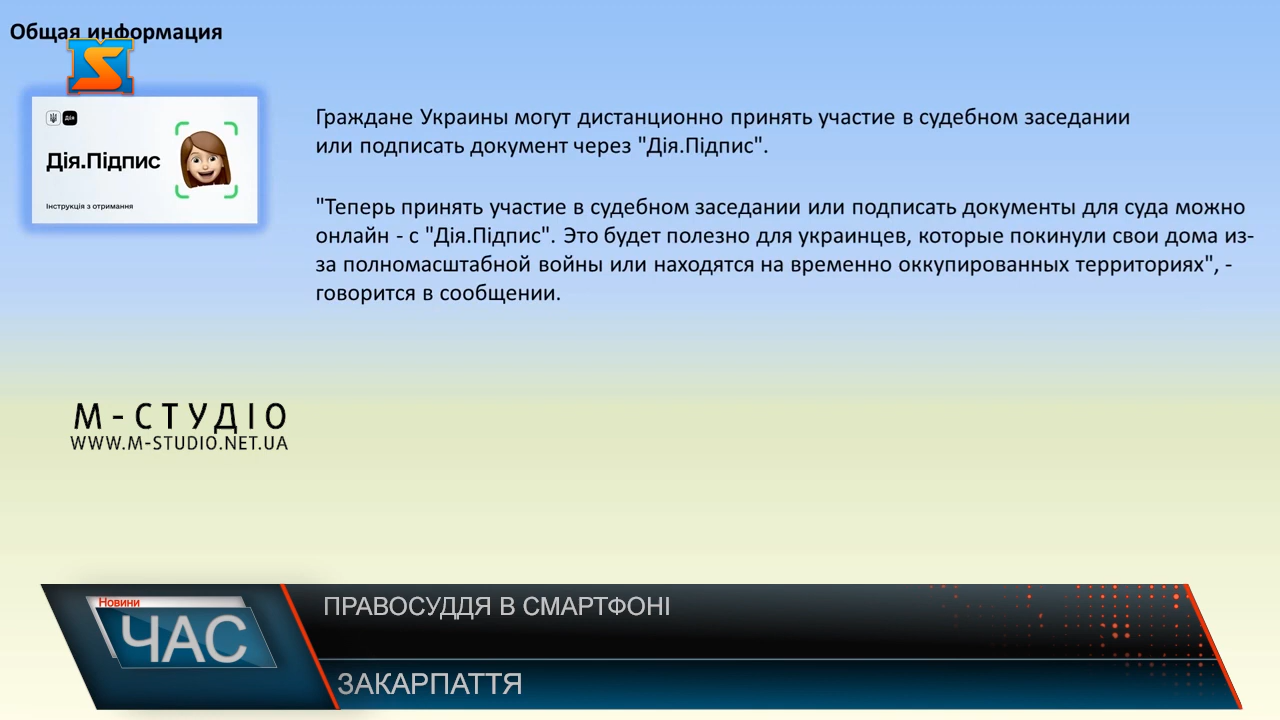 Общая информация
Дія
Дія.Підпис
Інструкція з отримання
Граждане Украины могут дистанционно принять участие в судебном заседании
или подписать документ через "Дія.Підпис".
"Теперь принять участие в судебном заседании или подписать документы для суда можно
онлайн - с "Дія.Підпис". Это будет полезно для украинцев, которые покинули свои дома из-
за полномасштабной войны или находятся на временно оккупированных территориях", -
говорится в сообщении.
М-СТУДІО
WWW.M-STUDIO.NET.UA
Новини
ЧАС
ПРАВОСУДДЯ В СМАРТФОНІ
ЗАКАРПАТТЯ